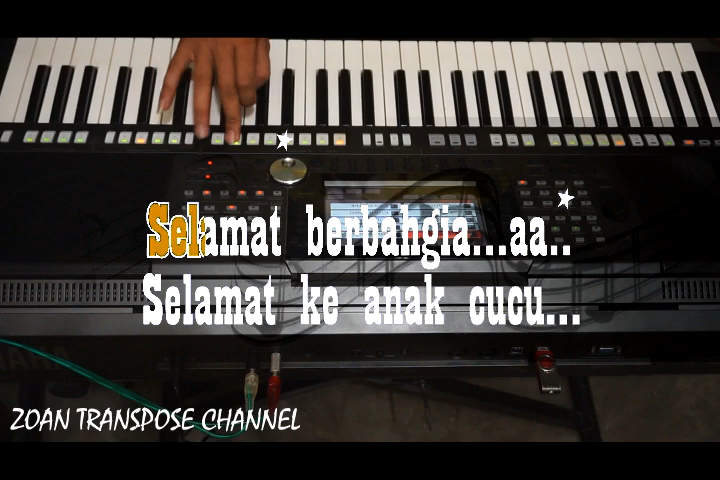 Selamat berbahgia...aa..
Selamat ke anak cucu...
ZOAN TRANSPOSE CHANNEL